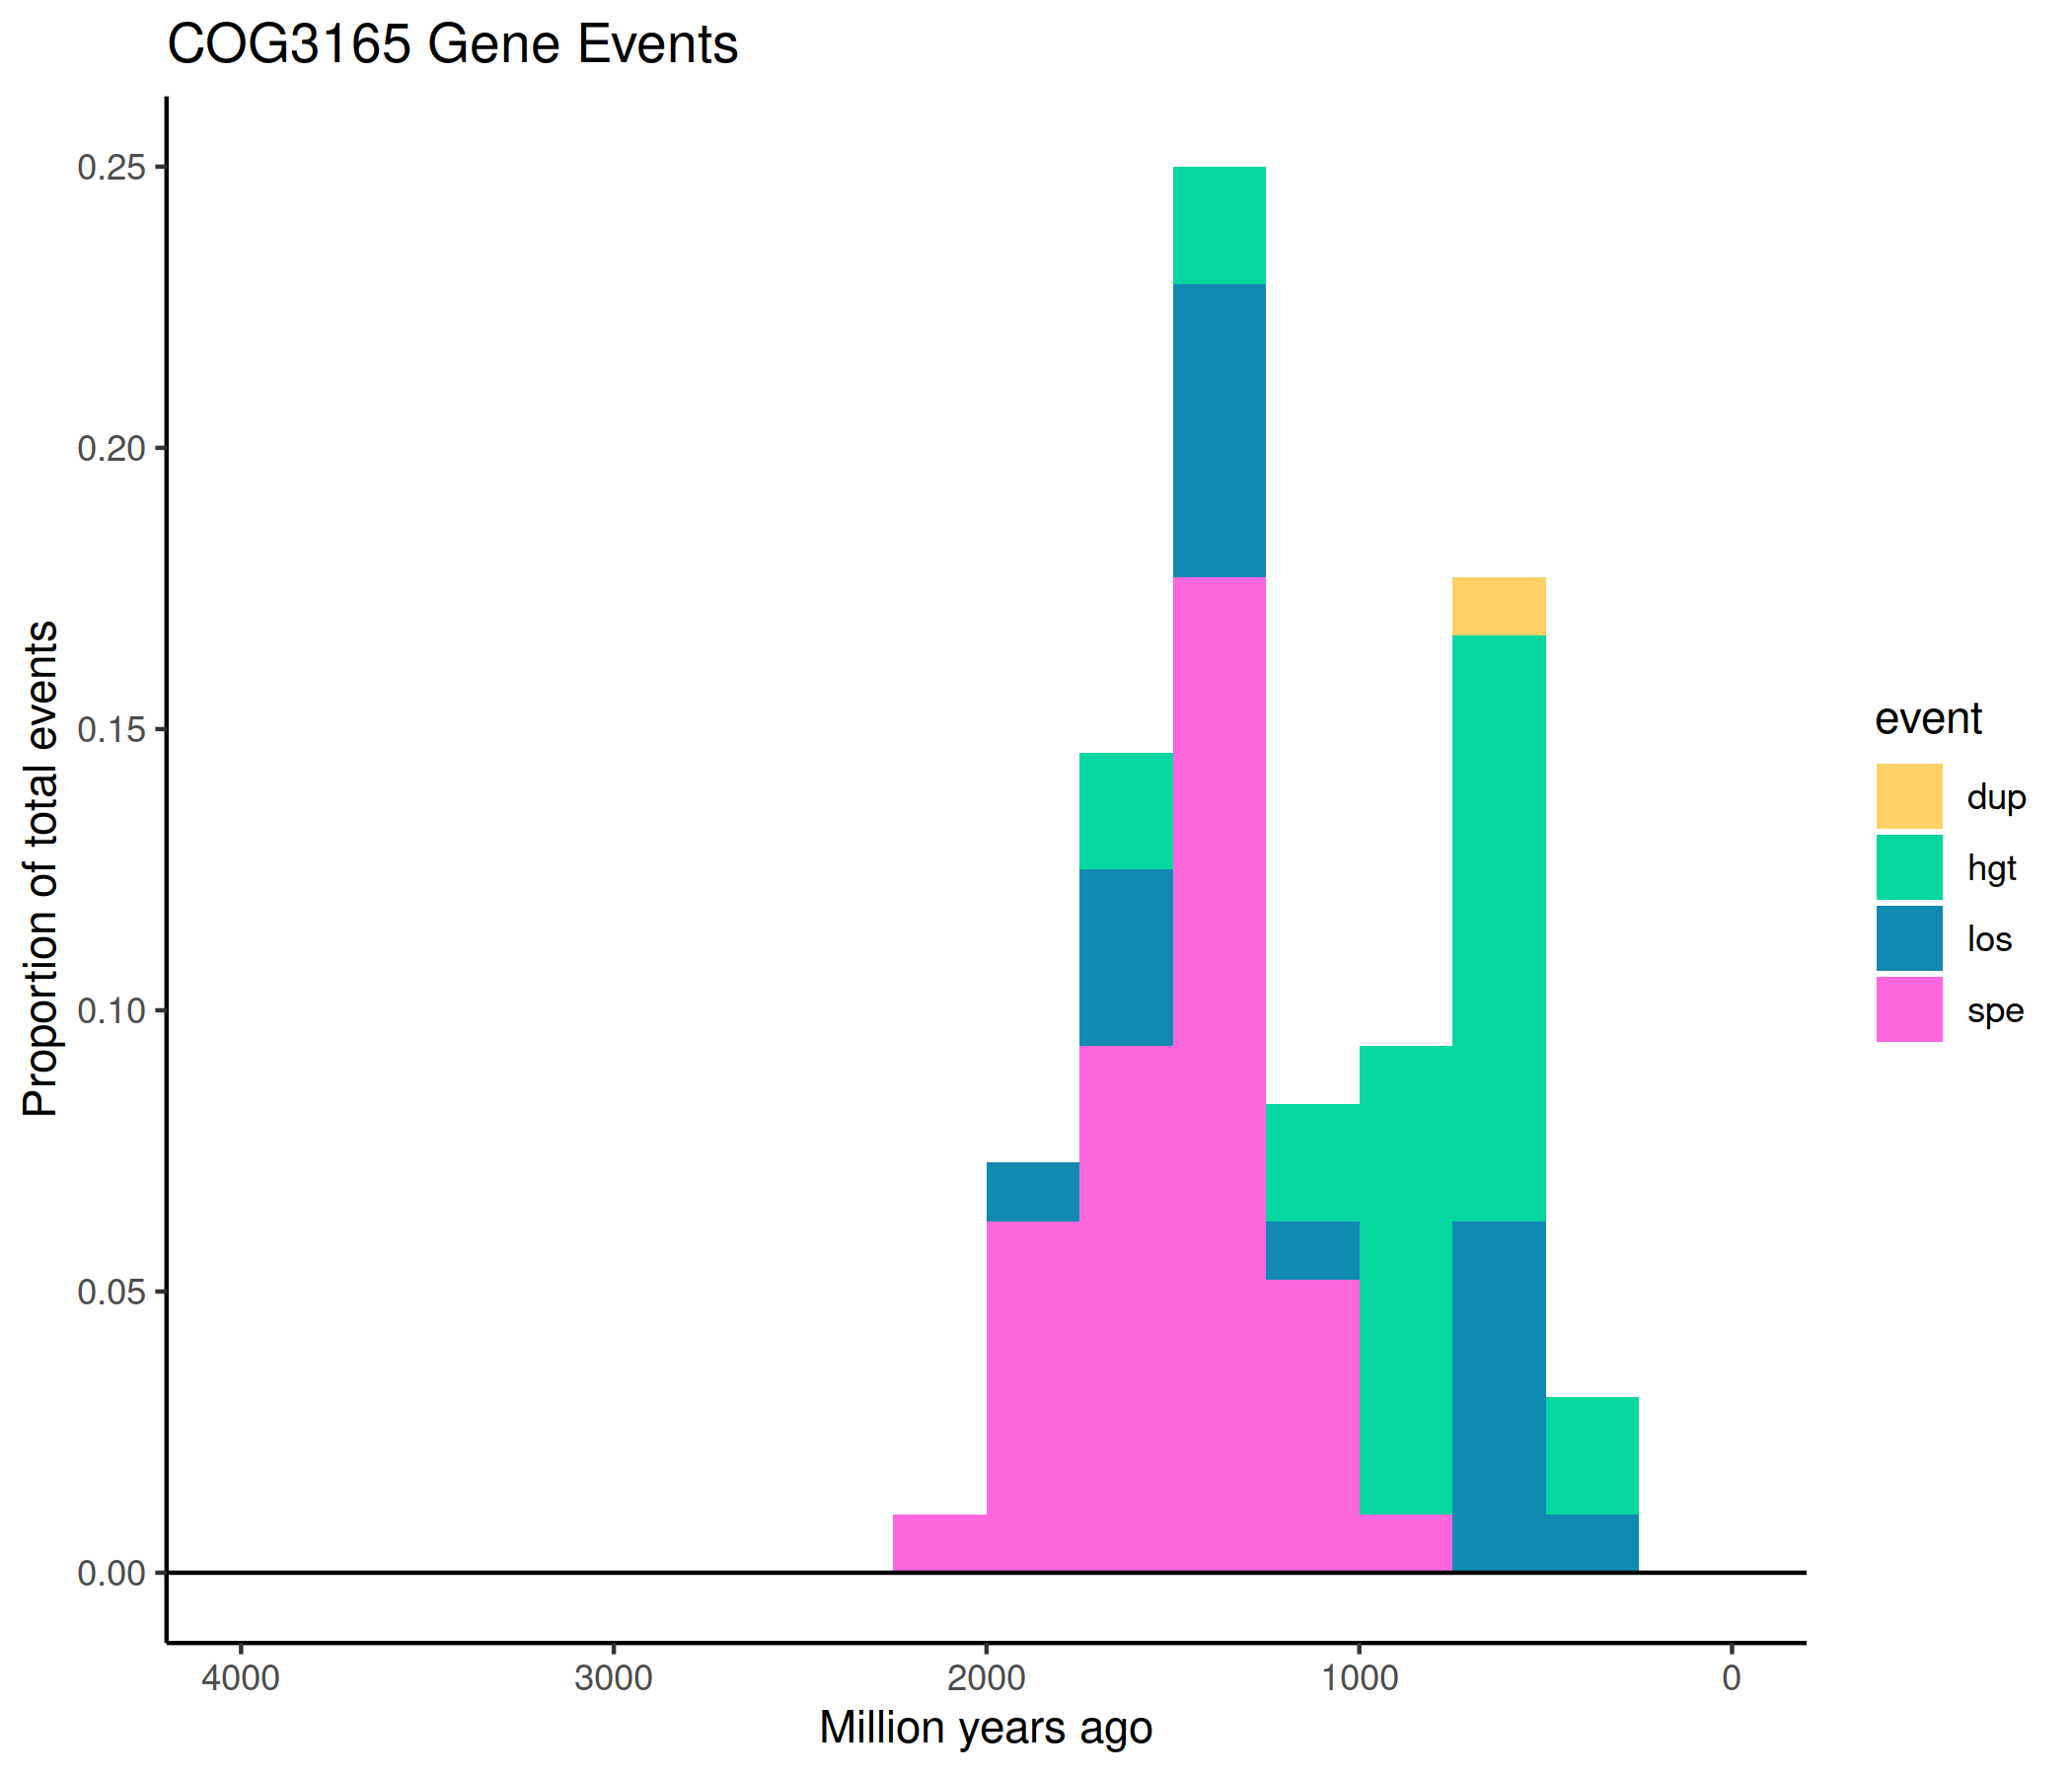 COG3165 Gene Events
Proportion of total events
0.25
0.20
0.15
0.10
0.05
0.00
4000 3000 2000 1000 0
Million years ago
event
dup
hgt
los
spe